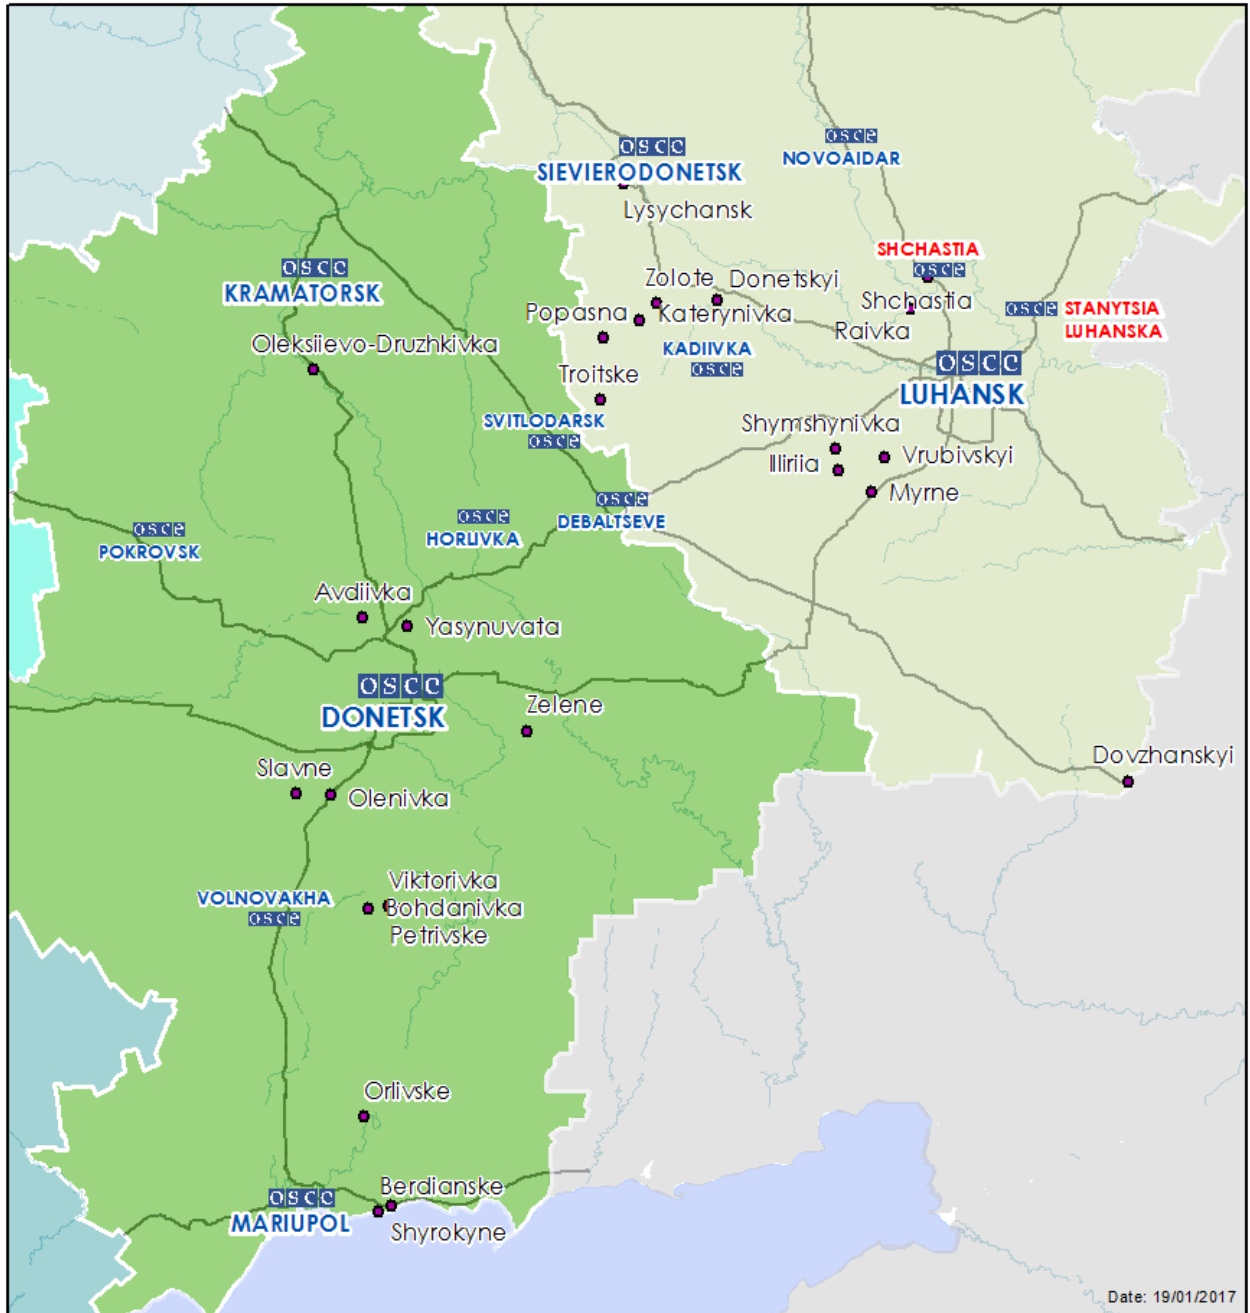 OSCE
SIEVIERODONETSK
Lysychansk
osce
NOVOAIDAR
SHCHASTIA
osce
Shchastia
Raivka
osce
STANYTSIA
LUHANSKA
OSCE
KRAMATORSK
Oleksiievo-Druzhkivka
Zolote
Donetskyi
Popasna
Katerynivka
KADIIVKA
osce
Troitske
OSCE
LUHANSK
SVITLODARSK
osce
Shymshynivka
Illiriia
Vrubivskyi
Myrne
osce
DEBALTSEVE
osce
HORLIVKA
osce
POKROVSK
Avdiivka
Yasynuvata
OSCE
DONETSK
Zelene
Slavne
Olenivka
Dovzhanskyi
VOLNOVAKHA
osce
Viktorivka
Bohdanivka
Petrivske
Orlivske
OSCE
MARIUPOL
Berdianske
Shyrokyne
Date: 19/01/2017